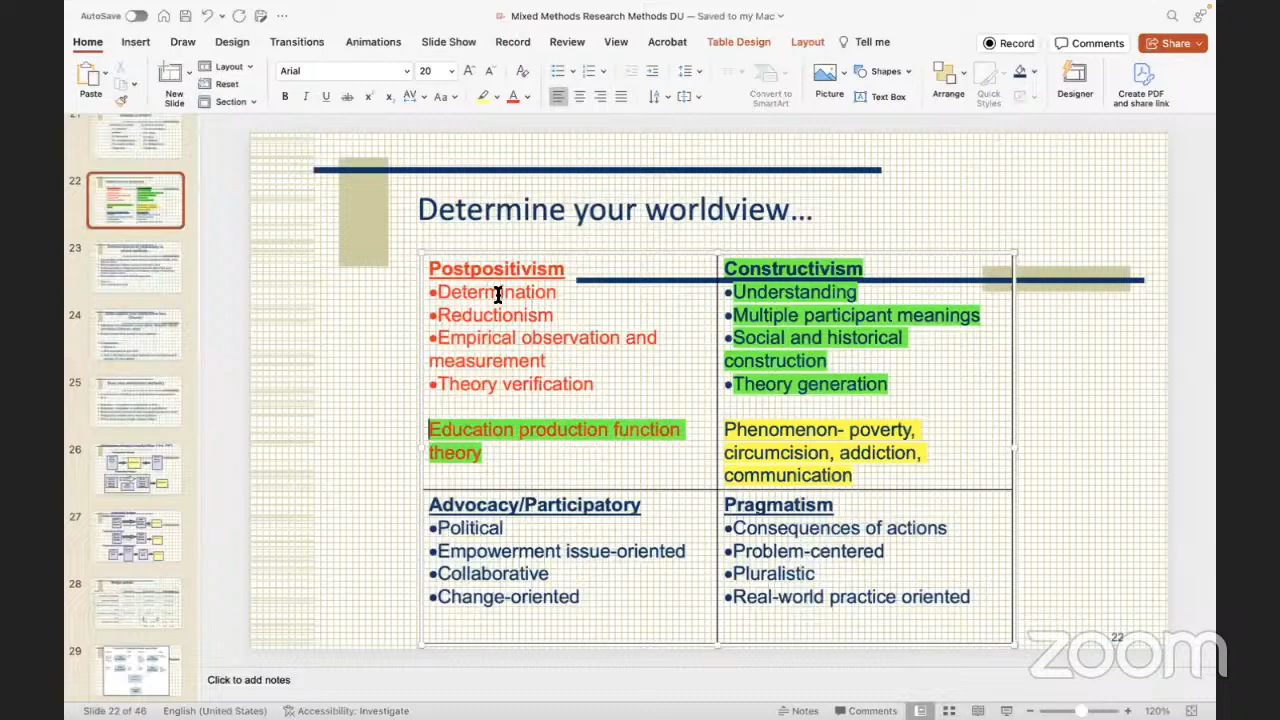 AutoSave
Mixed Methods Research Methods DU — Saved to my Mac
Home Insert Draw Design Transitions Animations Slide Show Record Review View Acrobat Table Design Layout Tell me
Record Comments Share
Paste
New
Slide
Layout
Reset
Section
Arial 20
B I U ab x² x₂ AV Aa A
Convert to
SmartArt
Picture
Shapes
Text Box
Arrange
Quick
Styles
Designer
Create PDF
and share link
22
23
24
25
26
27
28
29
Determine your worldview...
Postpositivism
•Determination
•Reductionism
•Empirical observation and
measurement
•Theory verification
Education production function
theory
Constructivism
•Understanding
•Multiple participant meanings
•Social and historical
construction
•Theory generation
Phenomenon- poverty,
circumcision, addiction,
communication
Advocacy/Participatory
•Political
•Empowerment issue-oriented
•Collaborative
•Change-oriented
Pragmatism
•Consequences of actions
•Problem-centered
•Pluralistic
•Real-world practice oriented
22
zoom
Click to add notes
Slide 22 of 46 English (United States) Accessibility: Investigate Notes Comments 120%